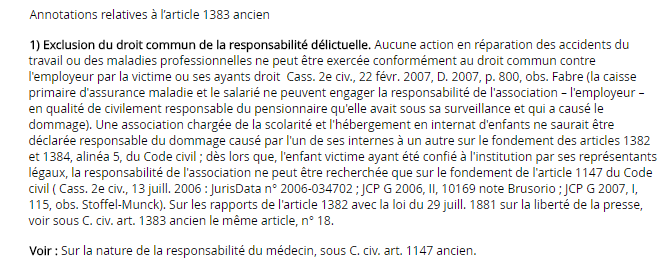 Annotations relatives à l'article 1383 ancien
1) Exclusion du droit commun de la responsabilité délictuelle. Aucune action en réparation des accidents du
travail ou des maladies professionnelles ne peut être exercée conformément au droit commun contre
l'employeur par la victime ou ses ayants droit Cass. 2e civ., 22 févr. 2007, D. 2007, p. 800, obs. Fabre (la caisse
primaire d'assurance maladie et le salarié ne peuvent engager la responsabilité de l'association – l'employeur –
en qualité de civilement responsable du pensionnaire qu'elle avait sous sa surveillance et qui a causé le
dommage). Une association chargée de la scolarité et l'hébergement en internat d'enfants ne saurait être
déclarée responsable du dommage causé par l'un de ses internes à un autre sur le fondement des articles 1382
et 1384, alinéa 5, du Code civil ; dès lors que, l'enfant victime ayant été confié à l'institution par ses représentants
légaux, la responsabilité de l'association ne peut être recherchée que sur le fondement de l'article 1147 du Code
civil ( Cass. 2e civ., 13 juill. 2006 : JurisData n° 2006-034702 ; JCP G 2006, II, 10169 note Brusorio ; JCP G 2007, I,
115, obs. Stoffel-Munck). Sur les rapports de l'article 1382 avec la loi du 29 juill. 1881 sur la liberté de la presse,
voir sous C. civ. art. 1383 ancien le même article, n° 18.
Voir : Sur la nature de la responsabilité du médecin, sous C. civ. art. 1147 ancien.